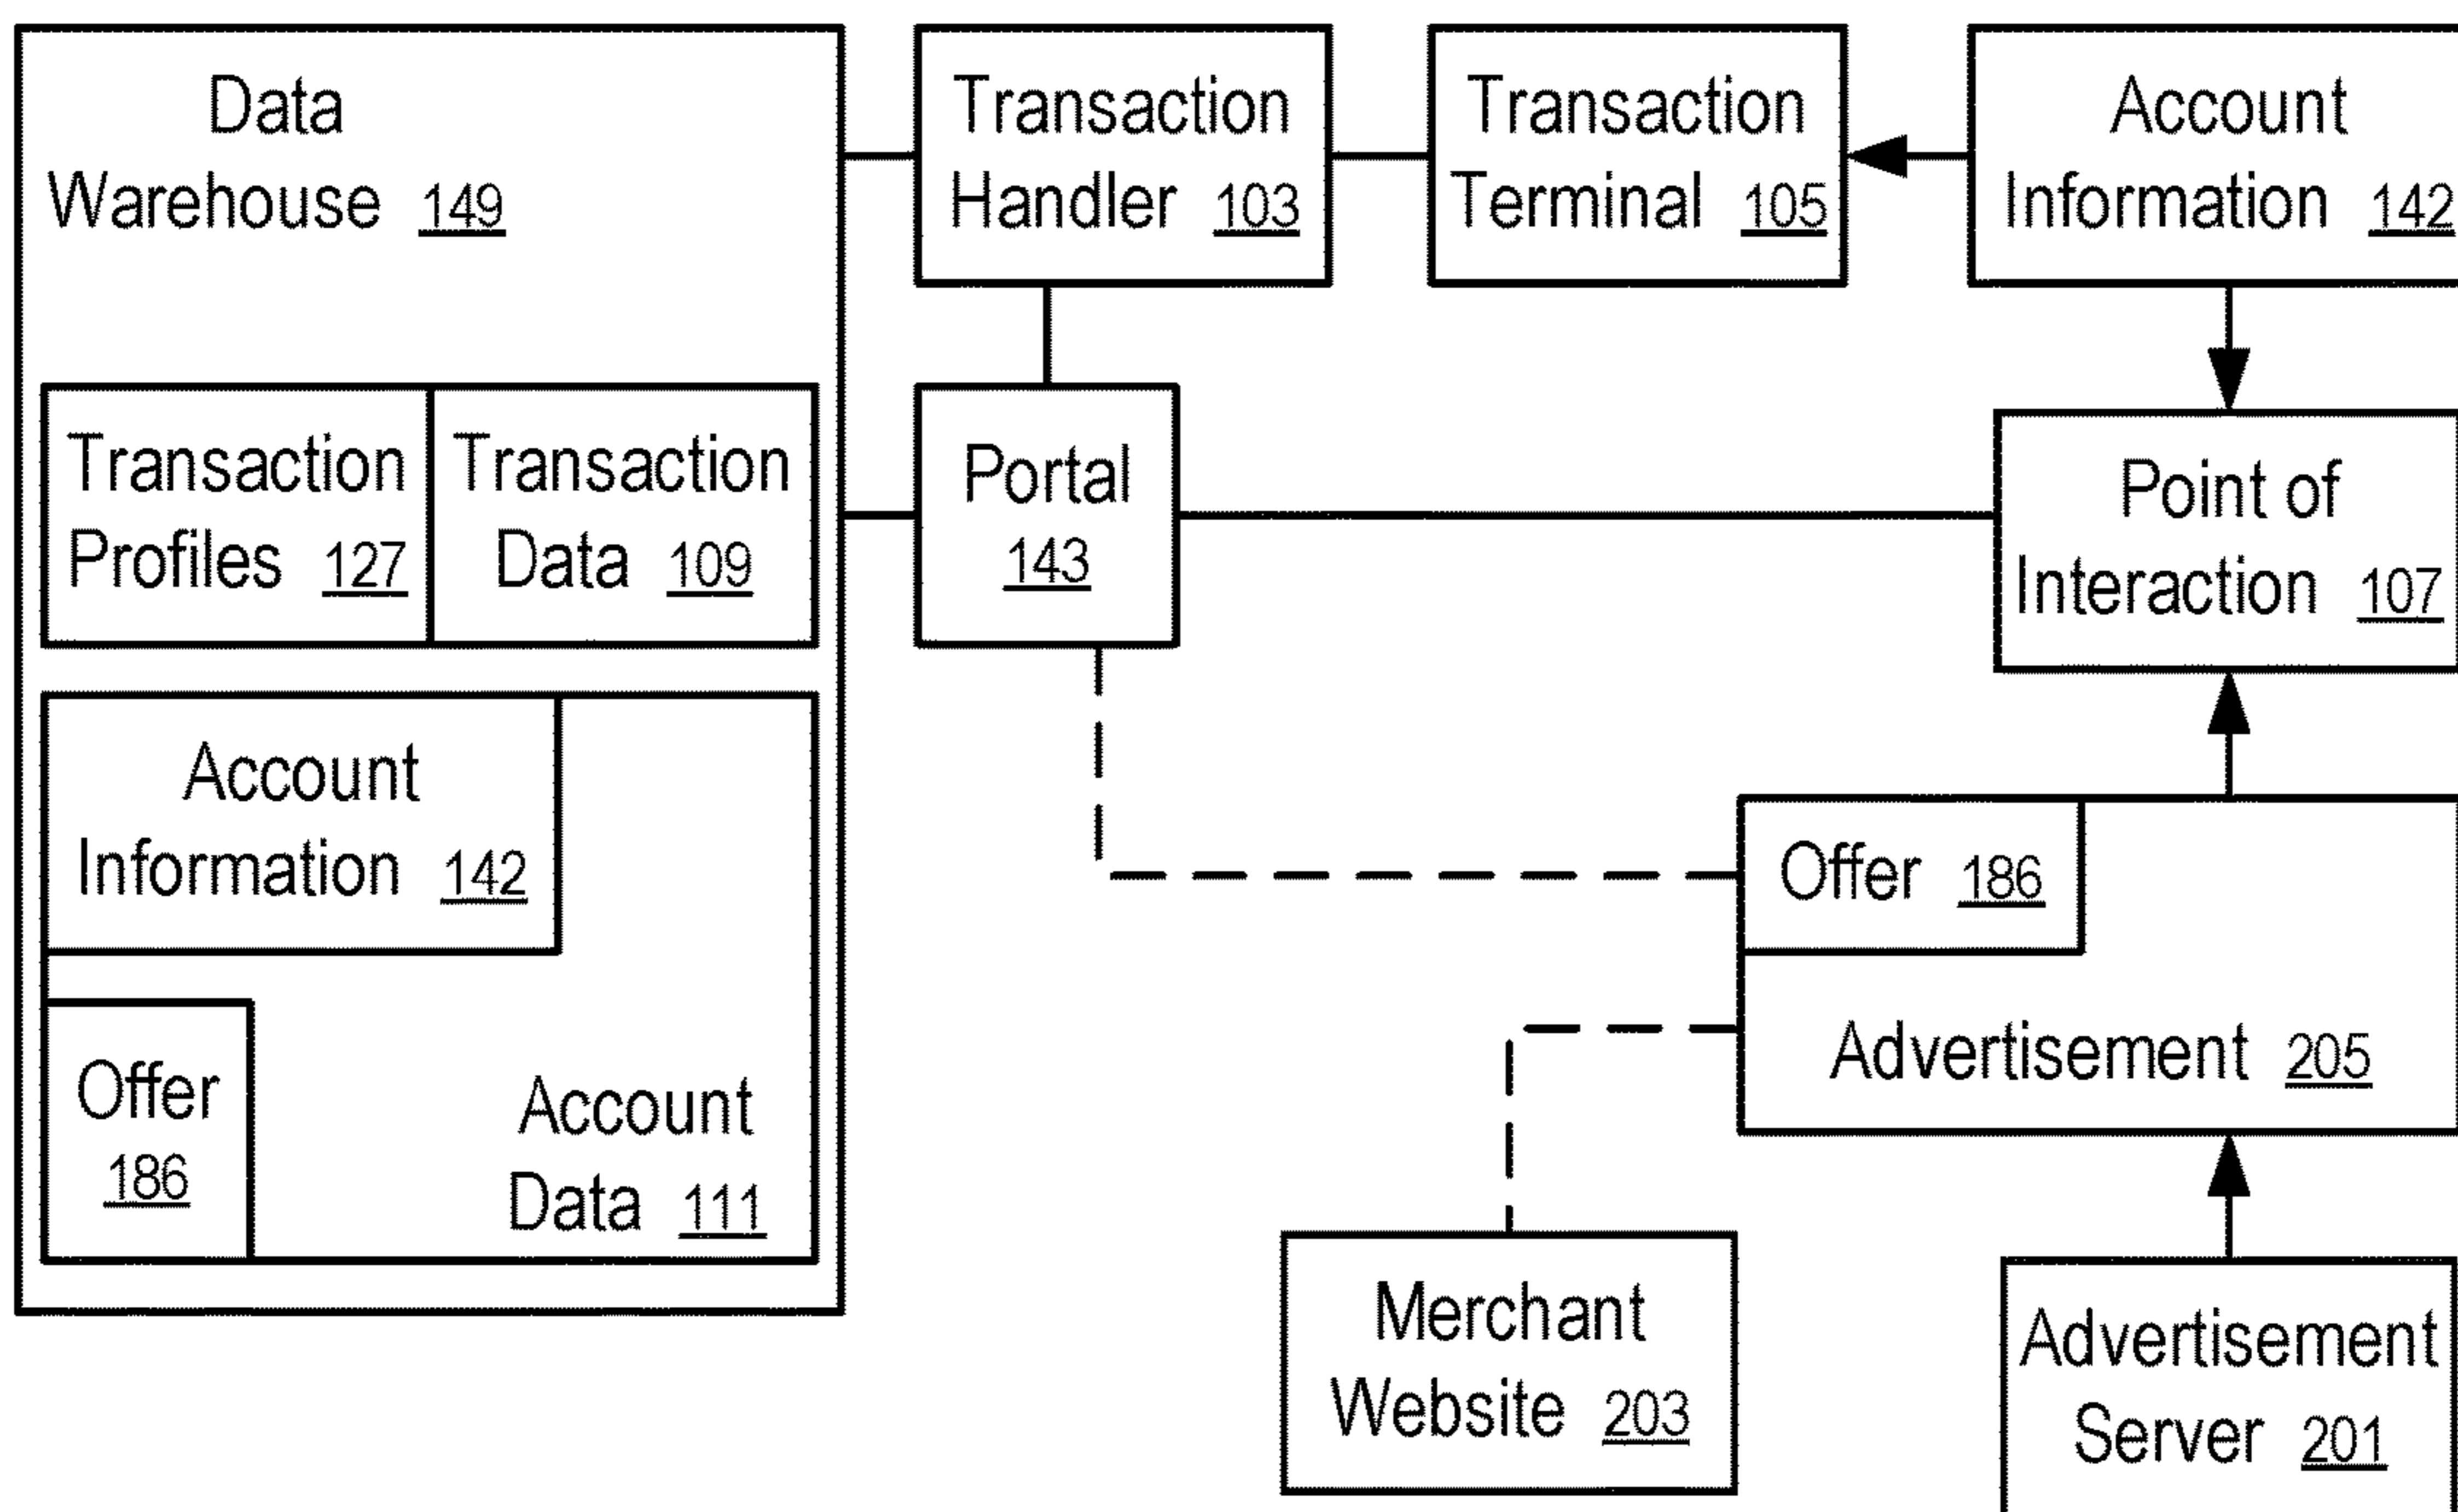 Data
Warehouse 149
Transaction
Handler 103
Transaction
Terminal 105
Account
Information 142
Transaction
Profiles 127
Transaction
Data 109
Portal
143
Point of
Interaction 107
Account
Information 142
Offer 186
Offer
186
Account
Data 111
Advertisement 205
Merchant
Website 203
Advertisement
Server 201